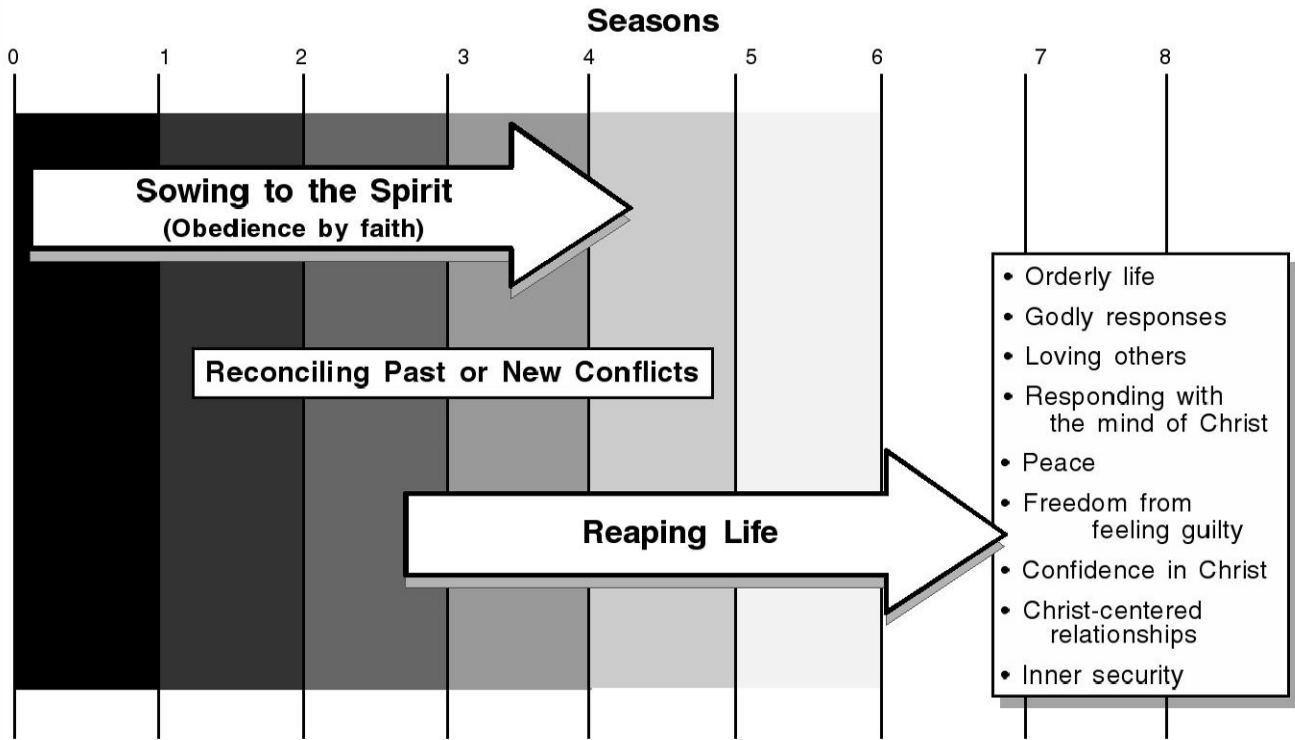 Seasons
0 1 2 3 4 5 6 7 8
Sowing to the Spirit
(Obedience by faith)
Reconciling Past or New Conflicts
Reaping Life
• Orderly life
• Godly responses
• Loving others
• Responding with
the mind of Christ
• Peace
• Freedom from
feeling guilty
• Confidence in Christ
• Christ-centered
relationships
• Inner security